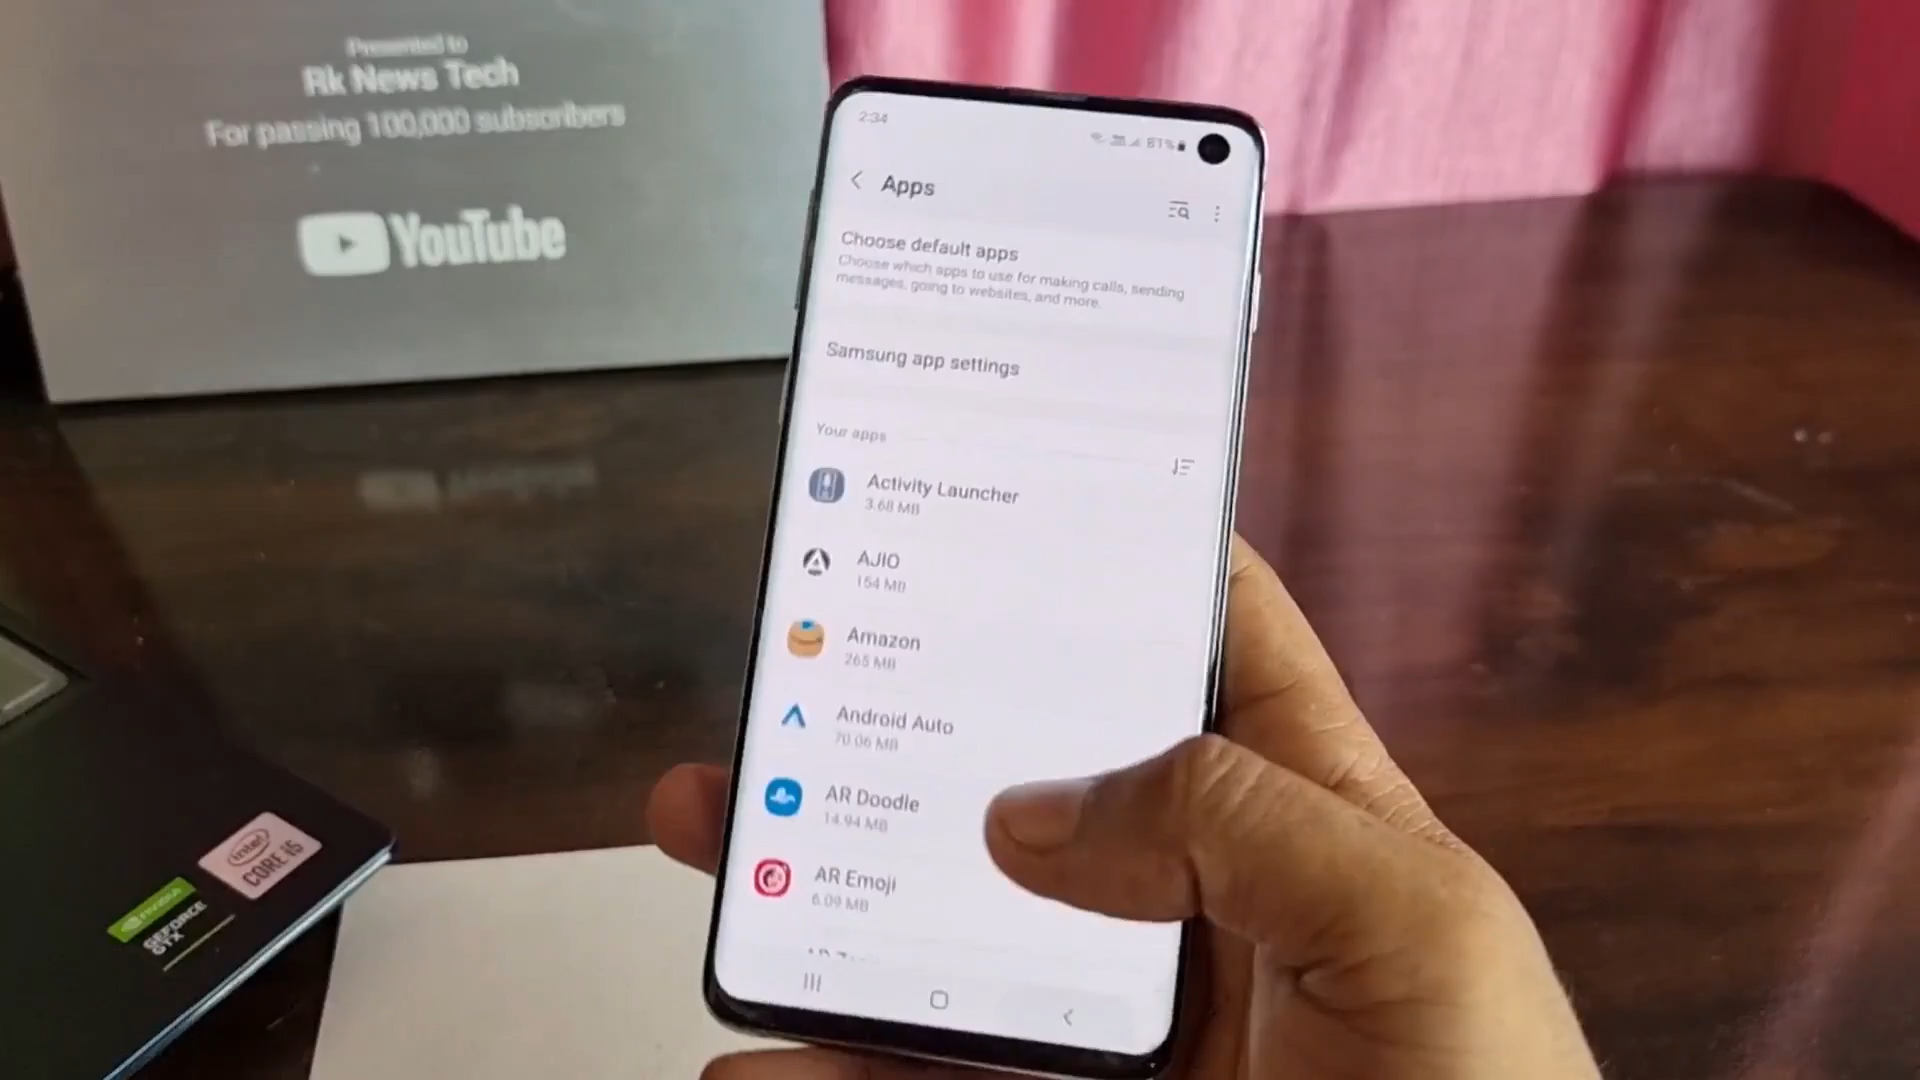 Presented to
Rk News Tech
For passing 100,000 subscribers
YouTube
2:34
61%
Apps
Choose default apps
Choose which apps to use for making calls, sending
messages, going to websites, and more.
Samsung app settings
Your apps
Activity Launcher
3.68 MB
AJIO
154 MB
Amazon
265 MB
Android Auto
70.06 MB
AR Doodle
14.94 MB
AR Emoji
6.09 MB
intel
CORE i5
nVIDIA
GEFORCE
GTX